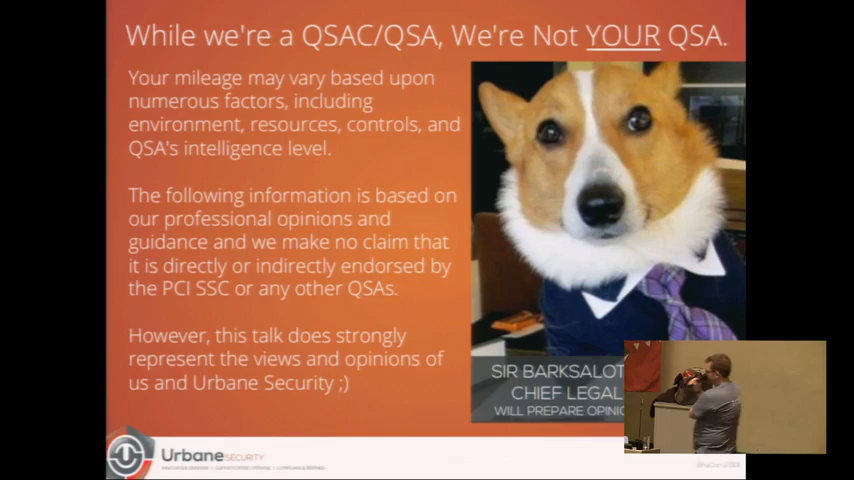 While we're a QSAC/QSA, We're Not YOUR QSA.
Your mileage may vary based upon
numerous factors, including
environment, resources, controls, and
QSA's intelligence level.
The following information is based on
our professional opinions and
guidance and we make no claim that
it is directly or indirectly endorsed by
the PCI SSC or any other QSAs.
However, this talk does strongly
represent the views and opinions of
us and Urbane Security ;)
SIR BARKSALOT
CHIEF LEGAL
WILL PREPARE
Urbane SECURITY